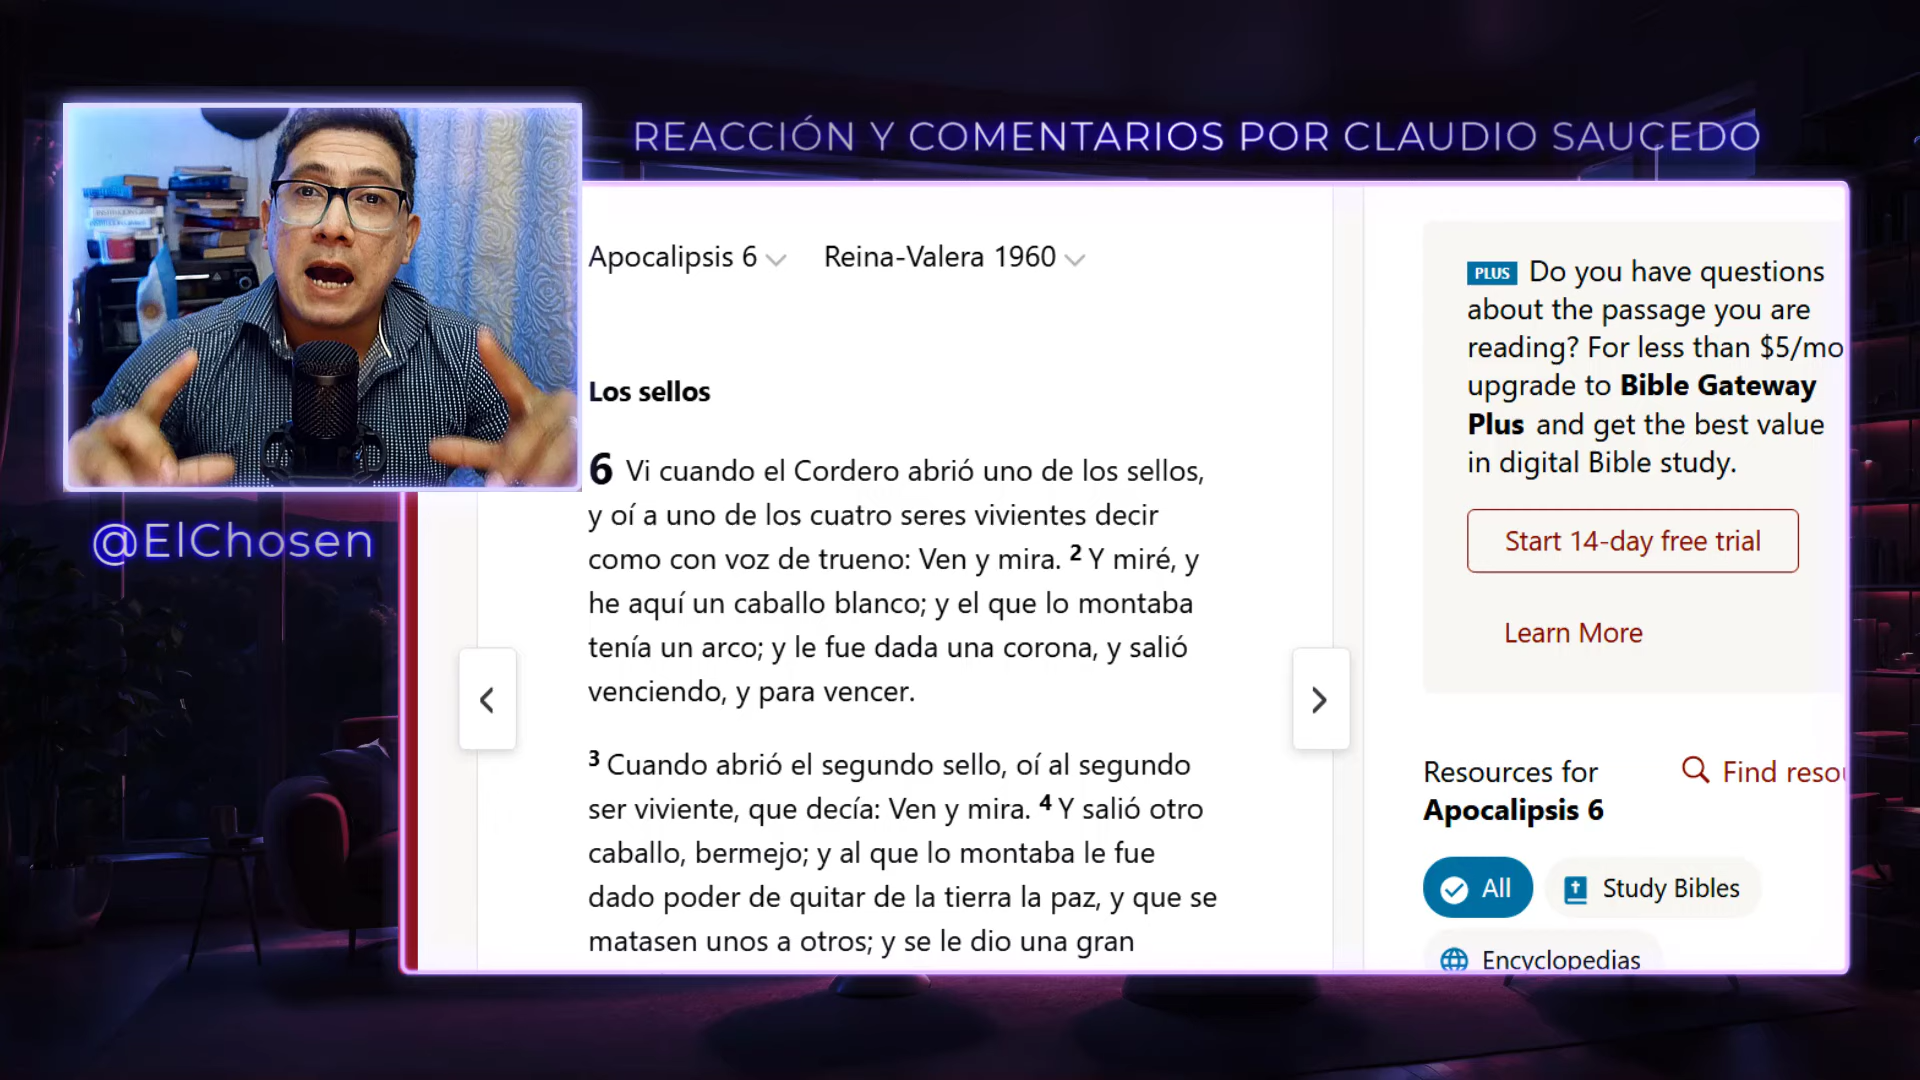 REACCIÓN Y COMENTARIOS POR CLAUDIO SAUCEDO
@ElChosen
Apocalipsis 6
Reina-Valera 1960
Los sellos
6 Vi cuando el Cordero abrió uno de los sellos,
y oí a uno de los cuatro seres vivientes decir
como con voz de trueno: Ven y mira. 2 Y miré, y
he aquí un caballo blanco; y el que lo montaba
tenía un arco; y le fue dada una corona, y salió
venciendo, y para vencer.
3 Cuando abrió el segundo sello, oí al segundo
ser viviente, que decía: Ven y mira. 4 Y salió otro
caballo, bermejo; y al que lo montaba le fue
dado poder de quitar de la tierra la paz, y que se
matasen unos a otros; y se le dio una gran
PLUS Do you have questions
about the passage you are
reading? For less than $5/mo
upgrade to Bible Gateway
Plus and get the best value
in digital Bible study.
Start 14-day free trial
Learn More
Resources for
Apocalipsis 6
Find
All
Study Bibles
Encyclopedias